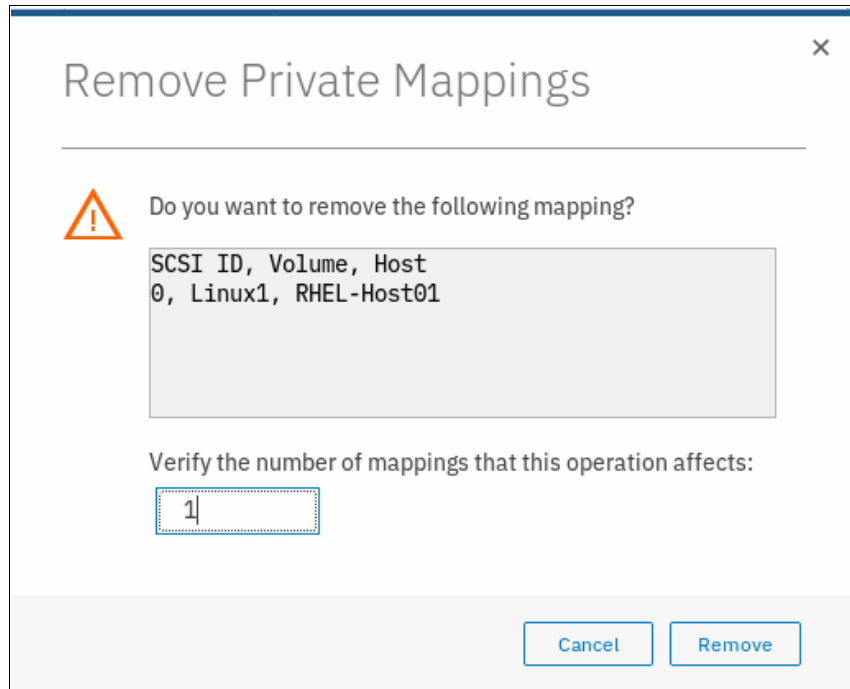 Remove Private Mappings
Do you want to remove the following mapping?
SCSI ID, Volume, Host
0, Linux1, RHEL-Host01
Verify the number of mappings that this operation affects:
1
Cancel Remove